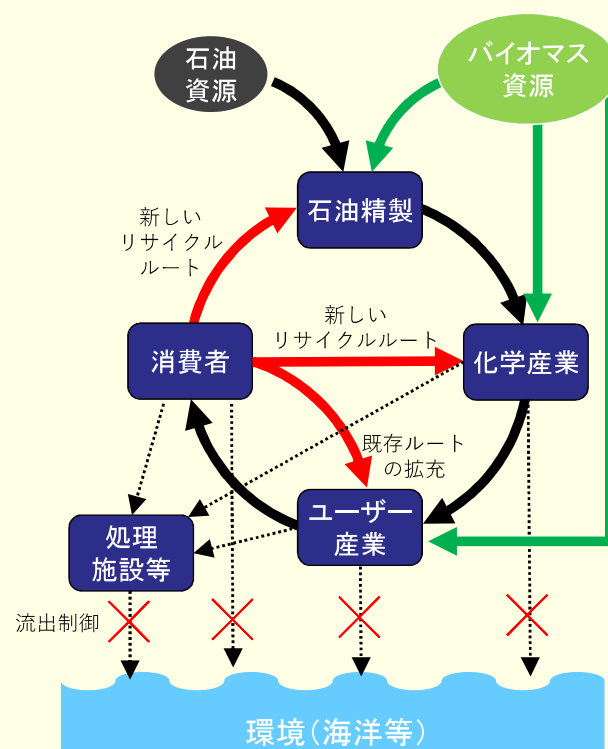 石油
資源
バイオマス
資源
石油精製
新しい
リサイクル
ルート
新しい
リサイクルルート
消費者
化学産業
既存ルート
の拡充
ユーザー
産業
処理
施設等
流出制御
環境(海洋等)